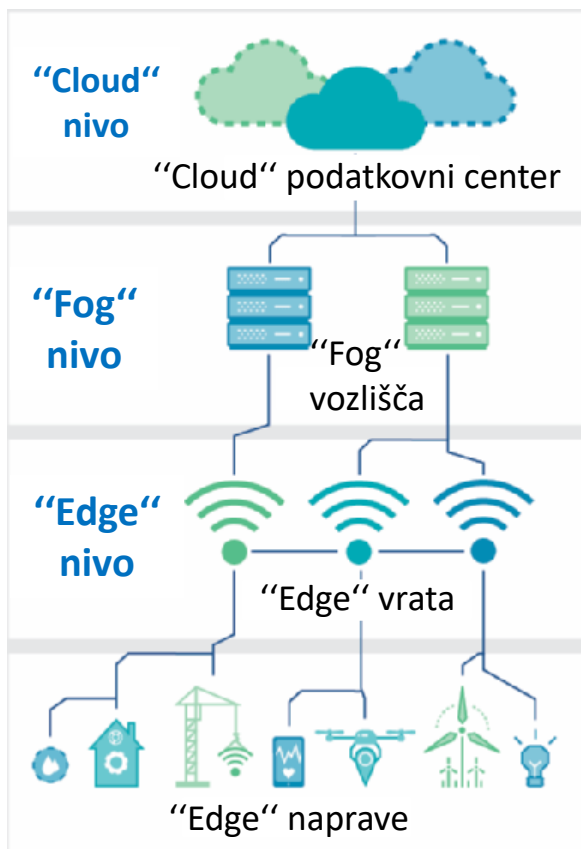 “Cloud“
nivo
“Cloud“ podatkovni center
“Fog“
nivo
“Fog“
vozlišča
“Edge“
nivo
“Edge“ vrata
“Edge“ naprave